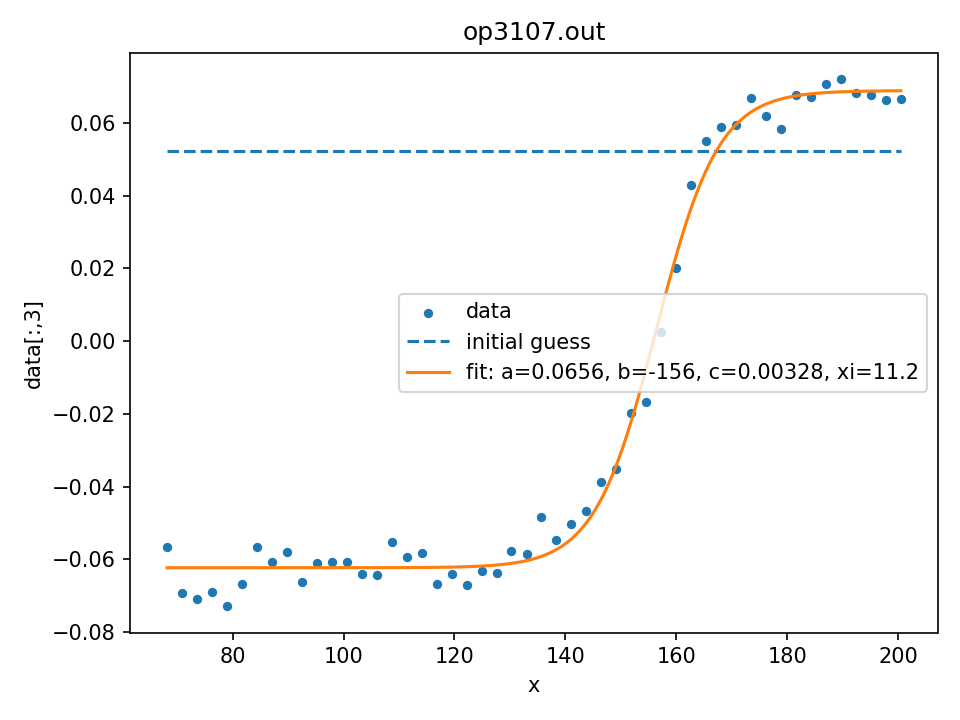 op3107.out
data[:,3]
0.06
0.04
0.02
0.00
−0.02
−0.04
−0.06
−0.08
data
initial guess
fit: a=0.0656, b=-156, c=0.00328, xi=11.2
80 100 120 140 160 180 200
x